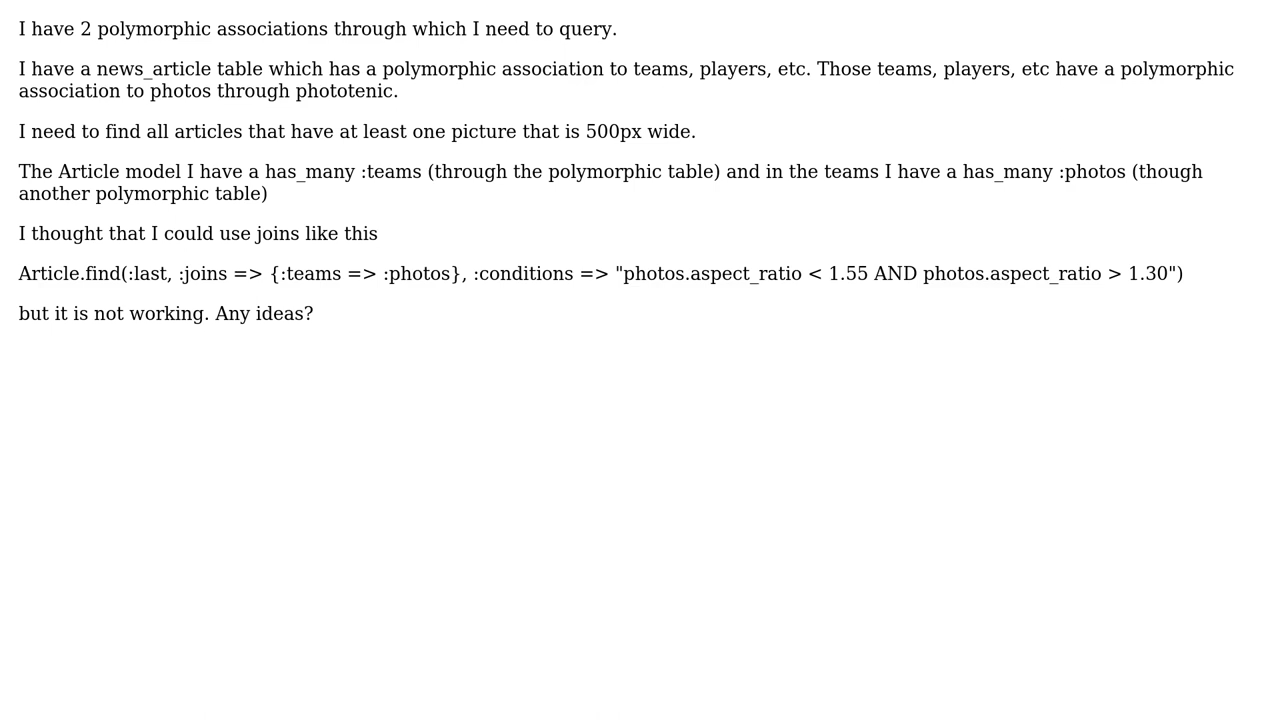 I have 2 polymorphic associations through which I need to query.
I have a news_article table which has a polymorphic association to teams, players, etc. Those teams, players, etc have a polymorphic
association to photos through phototenic.
I need to find all articles that have at least one picture that is 500px wide.
The Article model I have a has_many :teams (through the polymorphic table) and in the teams I have a has_many :photos (though
another polymorphic table)
I thought that I could use joins like this
Article.find(:last, :joins => {:teams => :photos}, :conditions => "photos.aspect_ratio < 1.55 AND photos.aspect_ratio > 1.30")
but it is not working. Any ideas?